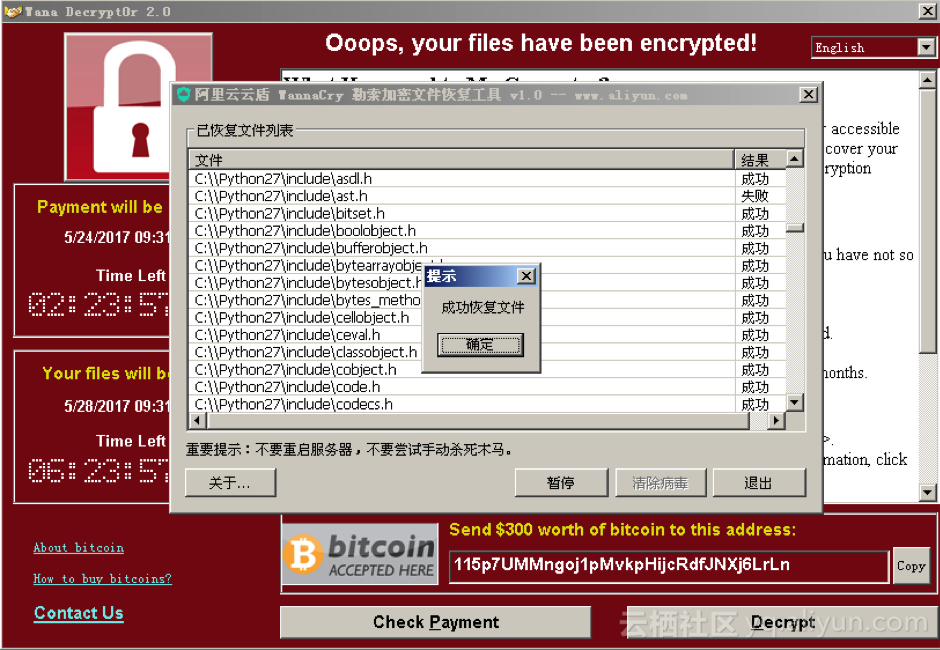 Wana Decrypt0r 2.0
Ooops, your files have been encrypted!
English
阿里云云盾 WannaCry 勒索加密文件恢复工具 v1.0 -- www.aliyun.com
已恢复文件列表
文件 结果
C:\\Python27\include\asdl.h 成功
C:\\Python27\include\ast.h 失败
C:\\Python27\include\bitset.h 成功
C:\\Python27\include\boolobject.h 成功
C:\\Python27\include\bufferobject.h 成功
C:\\Python27\include\bytearrayobject.h 成功
C:\\Python27\include\bytesobject.h 成功
C:\\Python27\include\bytes_metho 成功
C:\\Python27\include\cellobject.h 成功
C:\\Python27\include\ceval.h 成功
C:\\Python27\include\classobject.h 成功
C:\\Python27\include\cobject.h 成功
C:\\Python27\include\code.h 成功
C:\\Python27\include\codecs.h 成功
提示
成功恢复文件
确定
重要提示：不要重启服务器，不要尝试手动杀死木马。
关于... 暂停 清除病毒 退出
accessible
cover your
ryption
u have not so
d.
months.
>.
mation, click
Payment will be
5/24/2017 09:31
Time Left
02:23:57
Your files will be
5/28/2017 09:31
Time Left
06:23:57
About bitcoin
How to buy bitcoins?
Contact Us
bitcoin
ACCEPTED HERE
Send $300 worth of bitcoin to this address:
115p7UMMngoj1pMvkpHijcRdfJNXj6LrLn
Copy
Check Payment
Decrypt
云栖社区 yq.aliyun.com